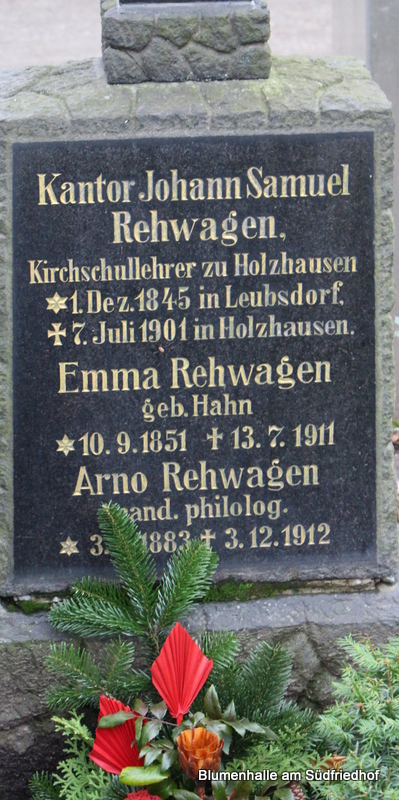 Kantor Johann Samuel
Rehwagen,
Kirchschullehrer zu Holzhausen
*1. Dez. 1845 in Leubsdorf,
✝7. Juli 1901 in Holzhausen.
Emma Rehwagen
geb. Hahn
*10. 9. 1851 ✝ 13. 7. 1911
Arno Rehwagen
philolog.
* 1883 ✝ 3. 12. 1912
Blumenhalle am Südfriedhof